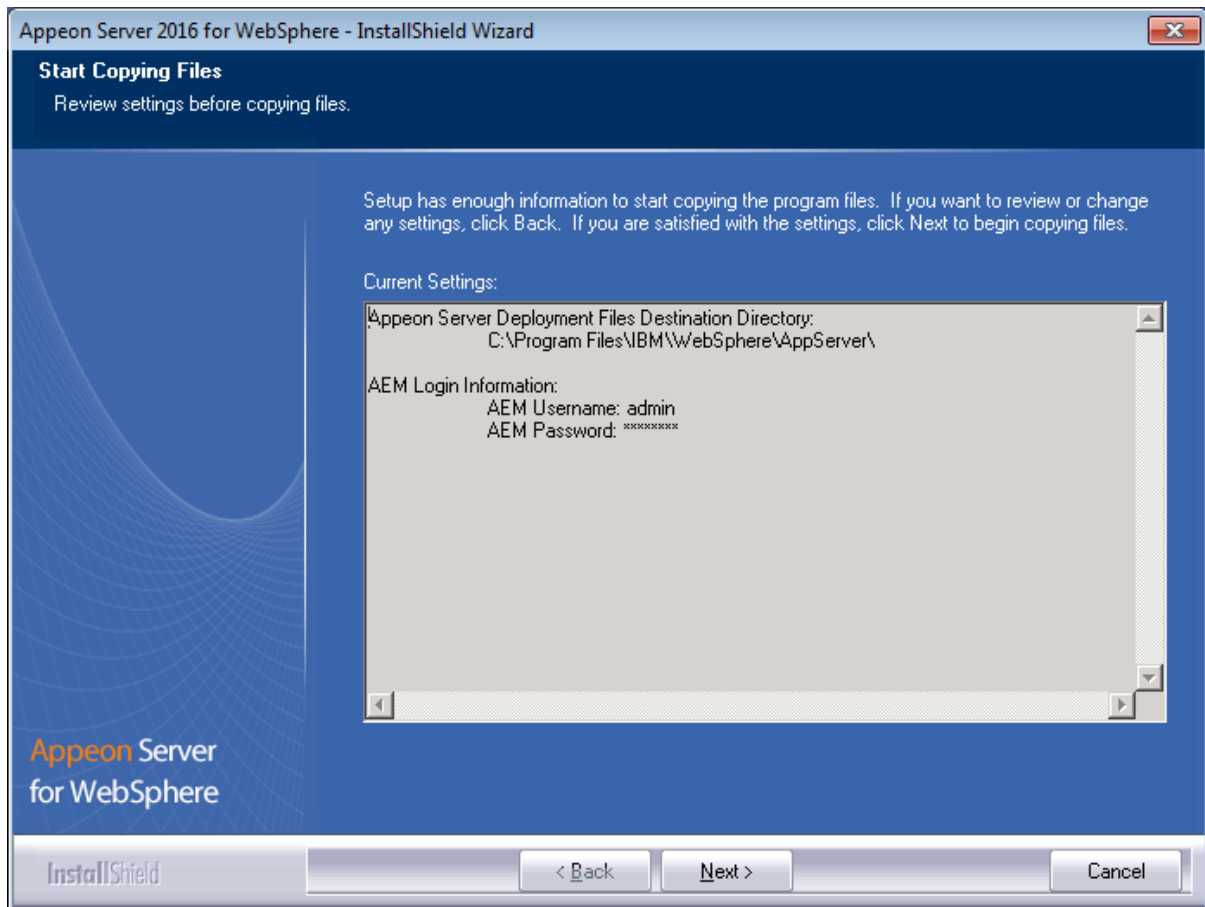 Appeon Server 2016 for WebSphere - InstallShield Wizard
Start Copying Files
Review settings before copying files.
Setup has enough information to start copying the program files. If you want to review or change
any settings, click Back. If you are satisfied with the settings, click Next to begin copying files.
Current Settings:
Appeon Server Deployment Files Destination Directory:
C:\Program Files\IBM\WebSphere\AppServer\
AEM Login Information:
AEM Username: admin
AEM Password: ********
Appeon Server
for WebSphere
InstallShield
< Back
Next >
Cancel